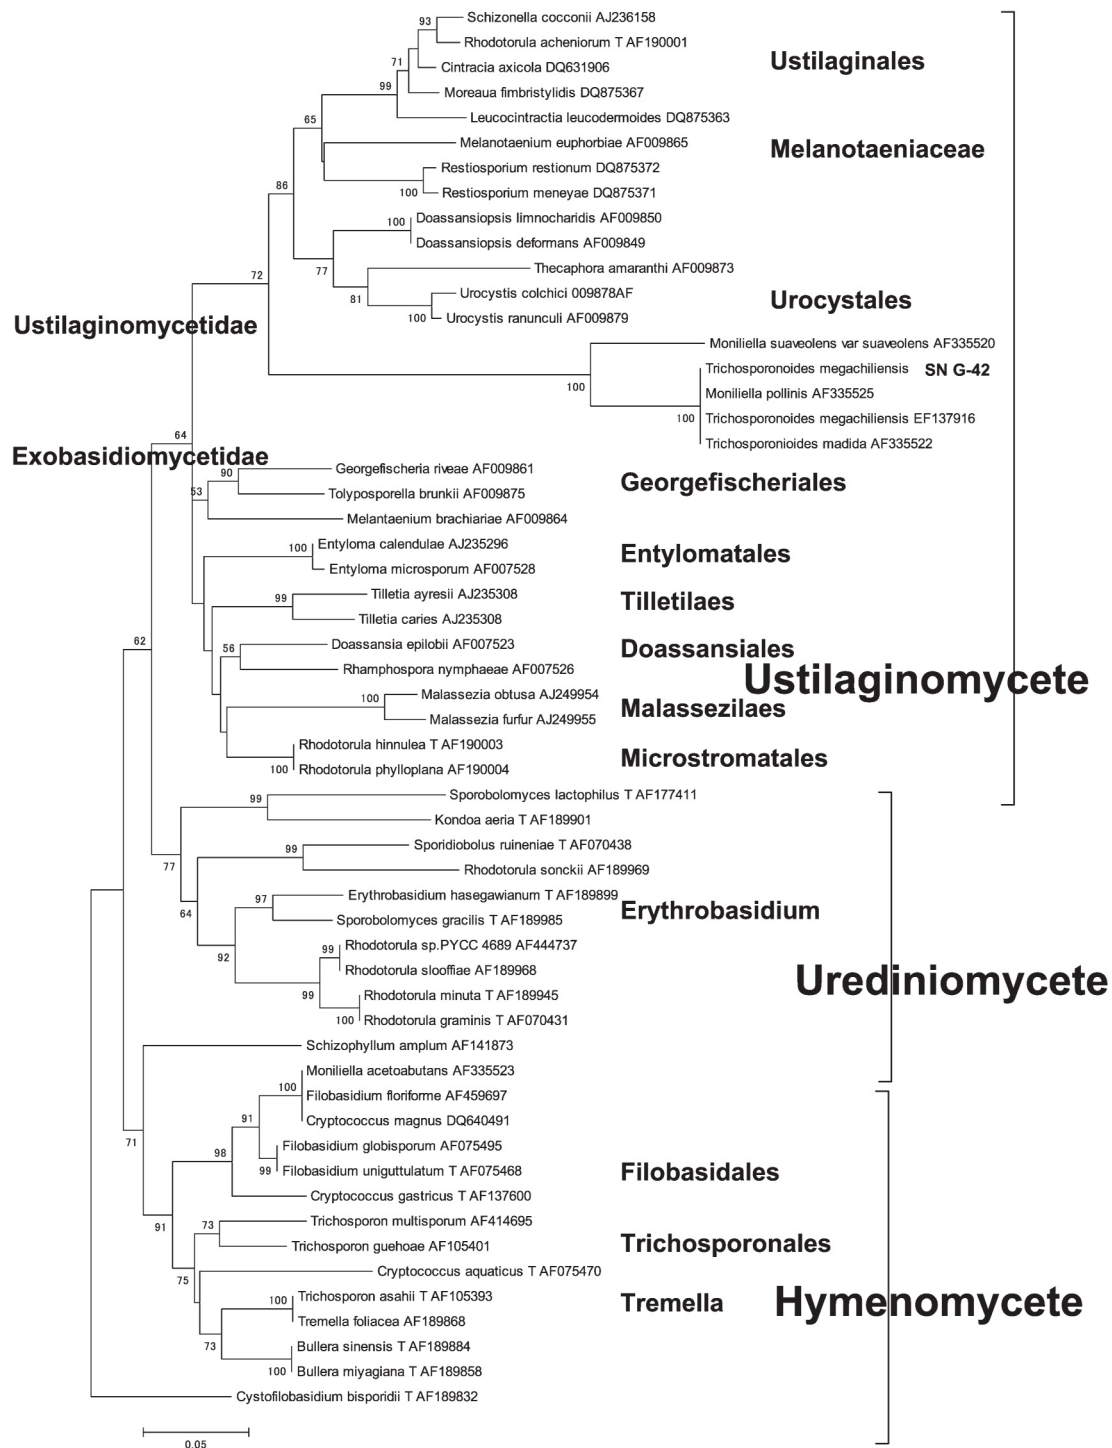 93
Schizonella cocconii AJ236158
Rhodotorula acheniorum T AF190001
Ustilaginales
71
Cintracia axicola DQ631906
99
Moreaua fimbristylidis DQ875367
65
Leucocintractia leucodermoides DQ875363
Melanotaenium euphorbiae AF009865
Melanotaeniaceae
Restiosporium restionum DQ875372
86
100
Restiosporium meneyae DQ875371
100
Doassansiopsis limnocharidis AF009850
Doassansiopsis deformans AF009849
72
77
Thecaphora amaranthi AF009873
81
Urocystis colchici 009878AF
Urocystales
100
Urocystis ranunculi AF009879
Ustilaginomycetidae
Moniliella suaveolens var suaveolens AF335520
100
Trichosporonoides megachiliensis SN G-42
Moniliella pollinis AF335525
100
Trichosporonoides megachiliensis EF137916
64
Trichosporonioides madida AF335522
Exobasidiomycetidae
90
Georgefischeria riveae AF009861
Georgefischeriales
53
Tolyposporella brunkii AF009875
Melantaenium brachiariae AF009864
100
Entyloma calendulae AJ235296
Entylomatales
Entyloma microsporum AF007528
99
Tilletia ayresii AJ235308
Tilletilaes
Tilletia caries AJ235308
62
56
Doassansia epilobii AF007523
Doassansiales
Rhamphospora nymphaeae AF007526
Ustilaginomycete
100
Malassezia obtusa AJ249954
Malassezilaes
Malassezia furfur AJ249955
Rhodotorula hinnulea T AF190003
Microstromatales
100
Rhodotorula phylloplana AF190004
99
Sporobolomyces lactophilus T AF177411
Kondoa aeria T AF189901
77
99
Sporidiobolus ruineniae T AF070438
Rhodotorula sonckii AF189969
64
97
Erythrobasidium hasegawianum T AF189899
Erythrobasidium
Sporobolomyces gracilis T AF189985
92
99
Rhodotorula sp.PYCC 4689 AF444737
Rhodotorula slooffiae AF189968
Urediniomycete
99
Rhodotorula minuta T AF189945
100
Rhodotorula graminis T AF070431
Schizophyllum amplum AF141873
Moniliella acetoabutans AF335523
100
Filobasidium floriforme AF459697
91
Cryptococcus magnus DQ640491
71
98
Filobasidium globisporum AF075495
99
Filobasidium uniguttulatum T AF075468
Filobasidales
Cryptococcus gastricus T AF137600
91
73
Trichosporon multisporum AF414695
Trichosporon guehoae AF105401
Trichosporonales
75
Cryptococcus aquaticus T AF075470
100
Trichosporon asahii T AF105393
Tremella
Hymenomycete
Tremella foliacea AF189868
73
Bullera sinensis T AF189884
100
Bullera miyagiana T AF189858
Cystofilobasidium bisporidii T AF189832
0.05